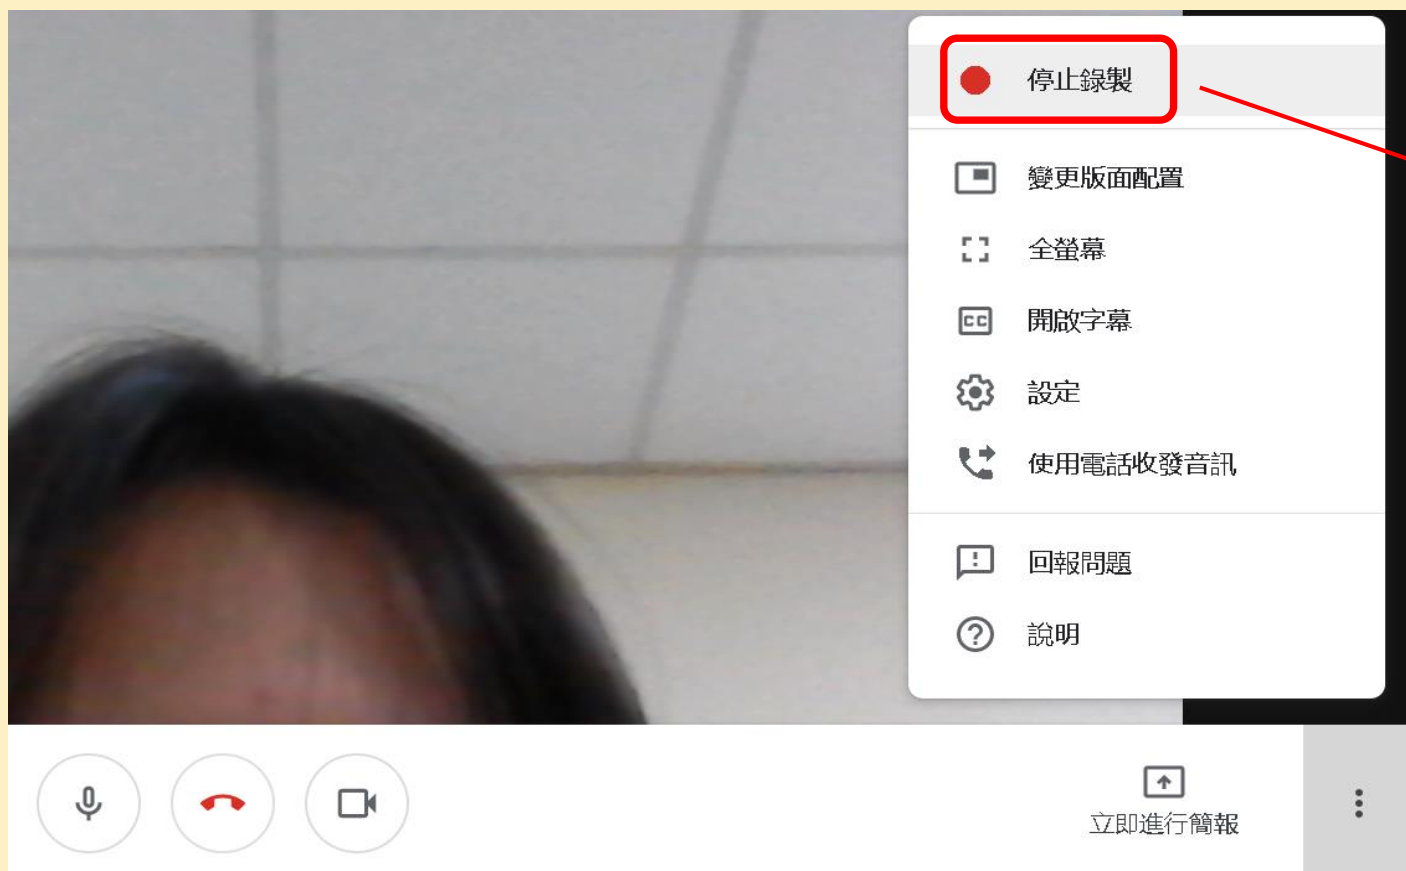 停止錄製
變更版面配置
全螢幕
CC
開啟字幕
設定
使用電話收發音訊
回報問題
說明
立即進行簡報